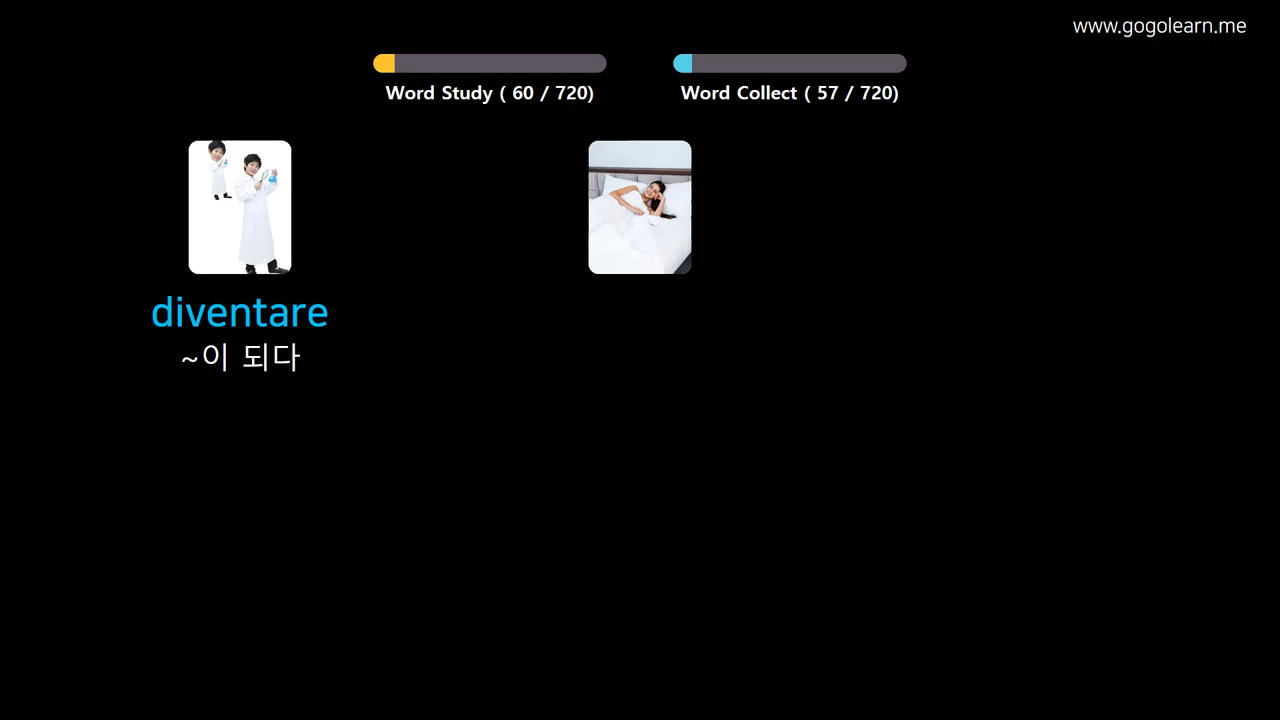 www.gogolearn.me
Word Study ( 60 / 720)
Word Collect ( 57 / 720)
diventare
~이 되다